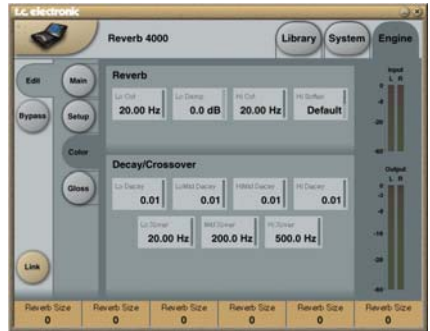 t.c. electronic
Reverb 4000
Library
System
Engine
Edit
Bypass
Link
Main
Setup
Color
Gloss
Reverb
Lo Cut
Lo Damp
Hi Cut
Hi Soften
20.00 Hz
0.0 dB
20.00 Hz
Default
Decay/Crossover
Lo Decay
LoMid Decay
HiMid Decay
Hi Decay
0.01
0.01
0.01
0.01
Lo Xover
Mid Xover
Hi Xover
20.00 Hz
200.0 Hz
500.0 Hz
Input
L R
Output
L R
Reverb Size
Reverb Size
Reverb Size
Reverb Size
Reverb Size
Reverb Size
0
0
0
0
0
0